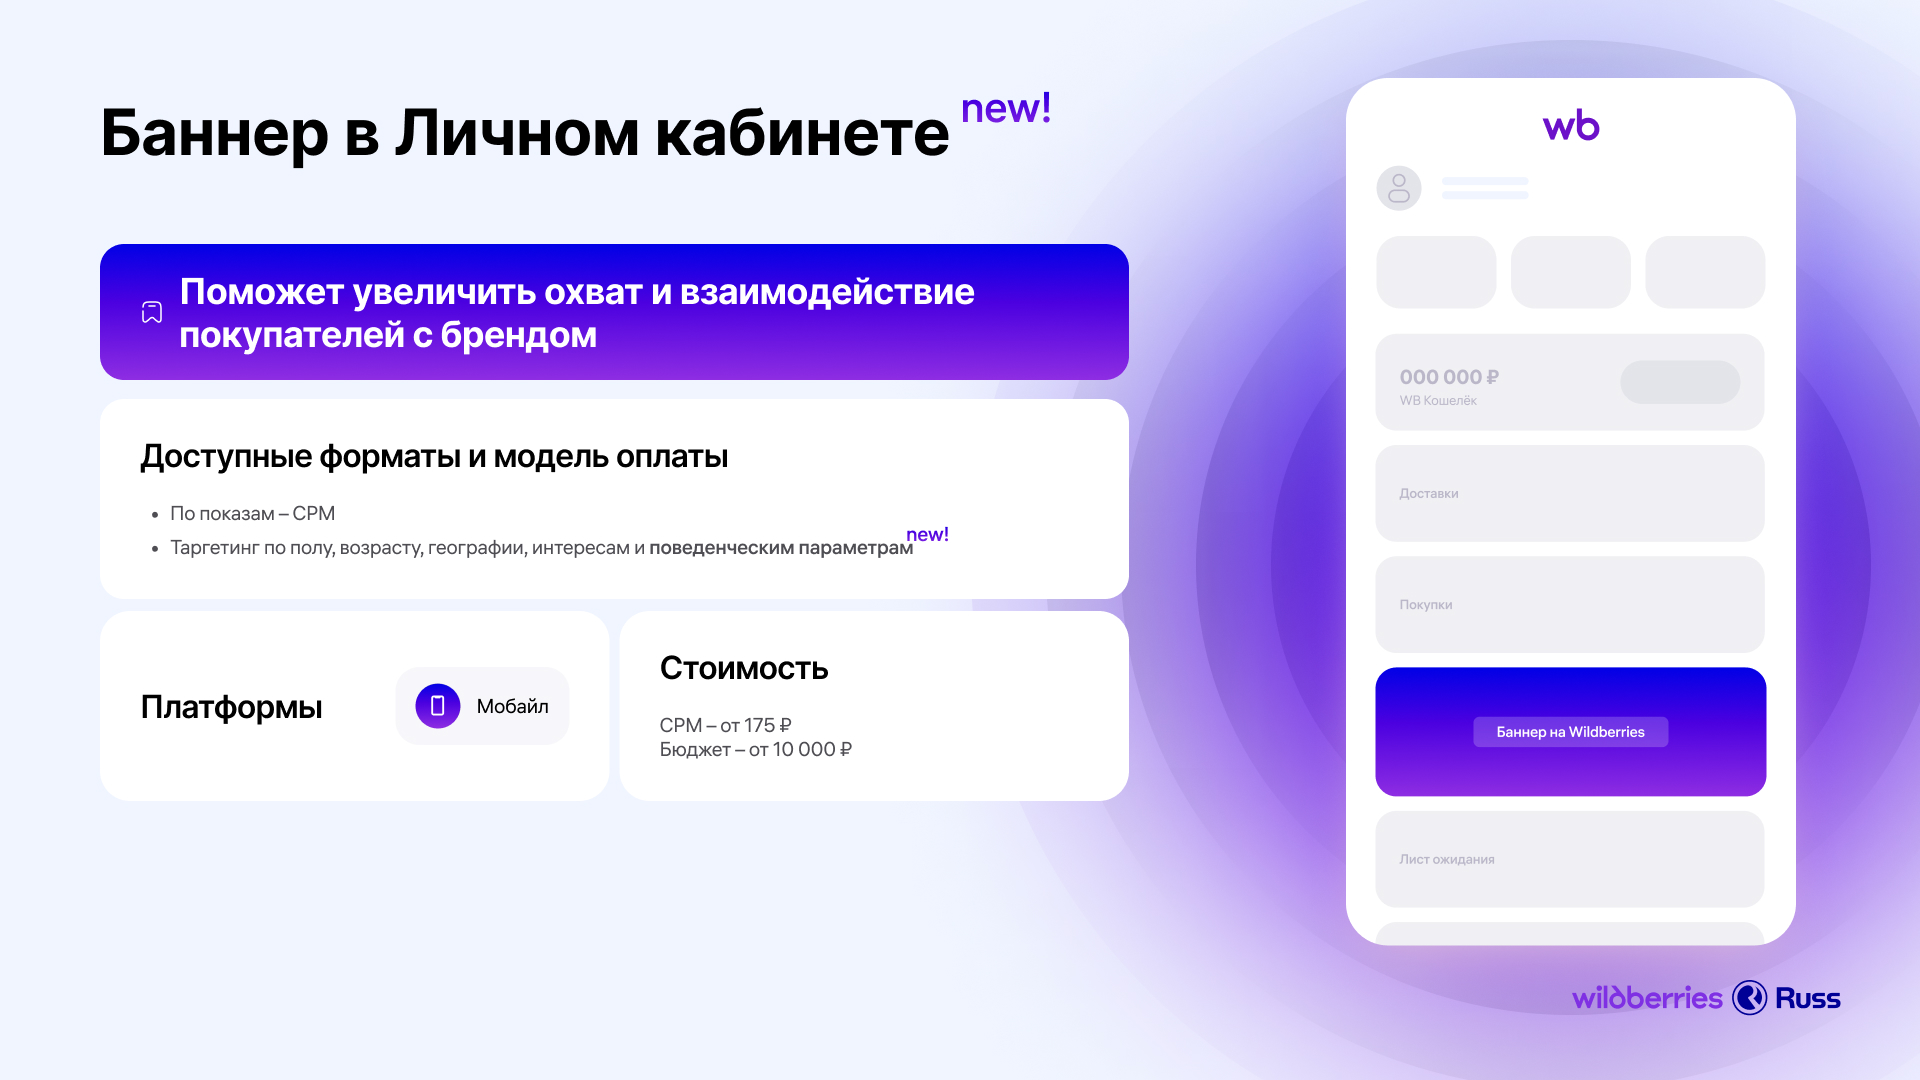 Баннер в Личном кабинете new!
Поможет увеличить охват и взаимодействие
покупателей с брендом
Доступные форматы и модель оплаты
• По показам – CPM
• Таргетинг по полу, возрасту, географии, интересам и поведенческим параметрам new!
Платформы
Мобайл
Стоимость
CPM – от 175 ₽
Бюджет – от 10 000 ₽
wb
000 000 ₽
WB Кошелёк
Доставки
Покупки
Баннер на Wildberries
Лист ожидания
wildberries Russ